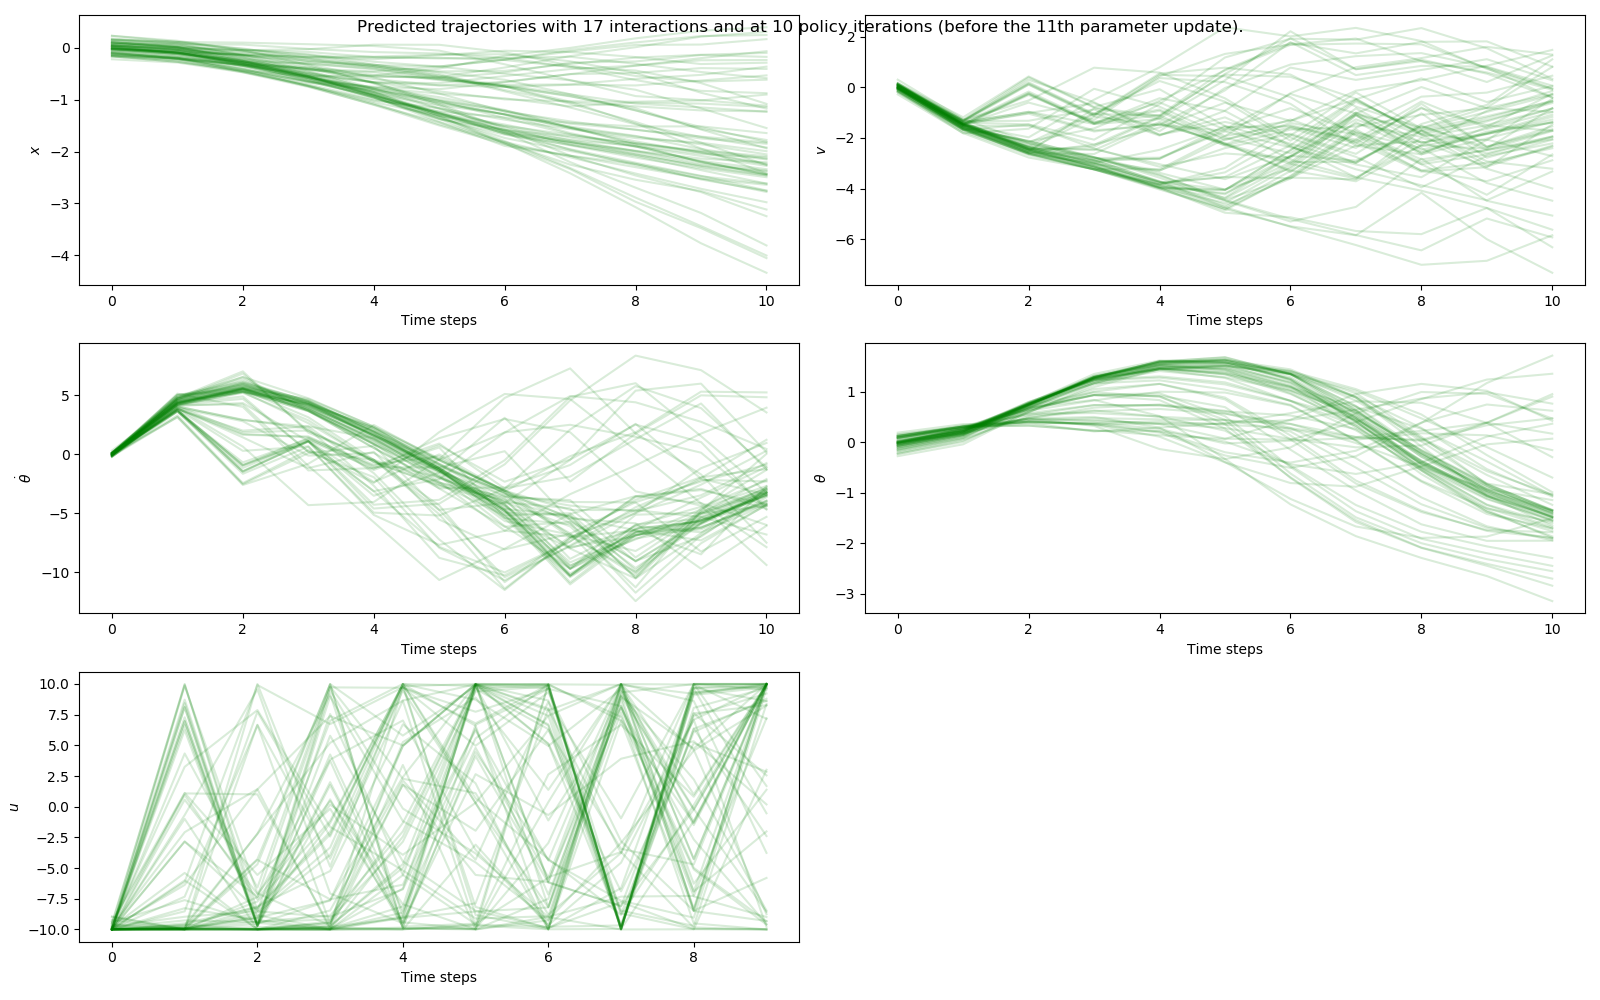 Predicted trajectories with 17 interactions and at 10 policy iterations (before the 11th parameter update).
0
−1
−2
−3
−4
x
0 2 4 6 8 10
Time steps
2
0
−2
−4
−6
v
0 2 4 6 8 10
Time steps
5
0
−5
−10
θ̇
0 2 4 6 8 10
Time steps
1
0
−1
−2
−3
θ
0 2 4 6 8 10
Time steps
10.0
7.5
5.0
2.5
0.0
−2.5
−5.0
−7.5
−10.0
u
0 2 4 6 8
Time steps